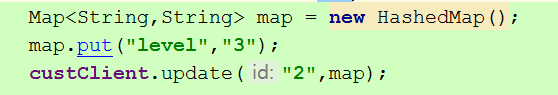 Map<String,String> map = new HashedMap();
map.put("level","3");
custClient.update( id: "2",map);